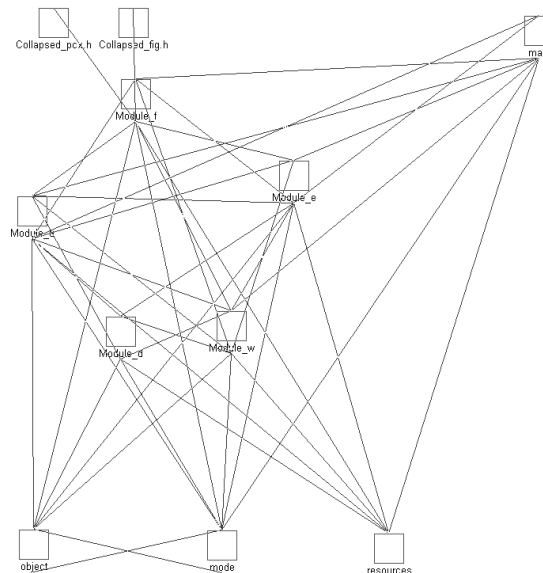 Collapsed_pcx.h
Collapsed_fig.h
Module_f
Module_e
Module_d
Module_w
object
mode
resources